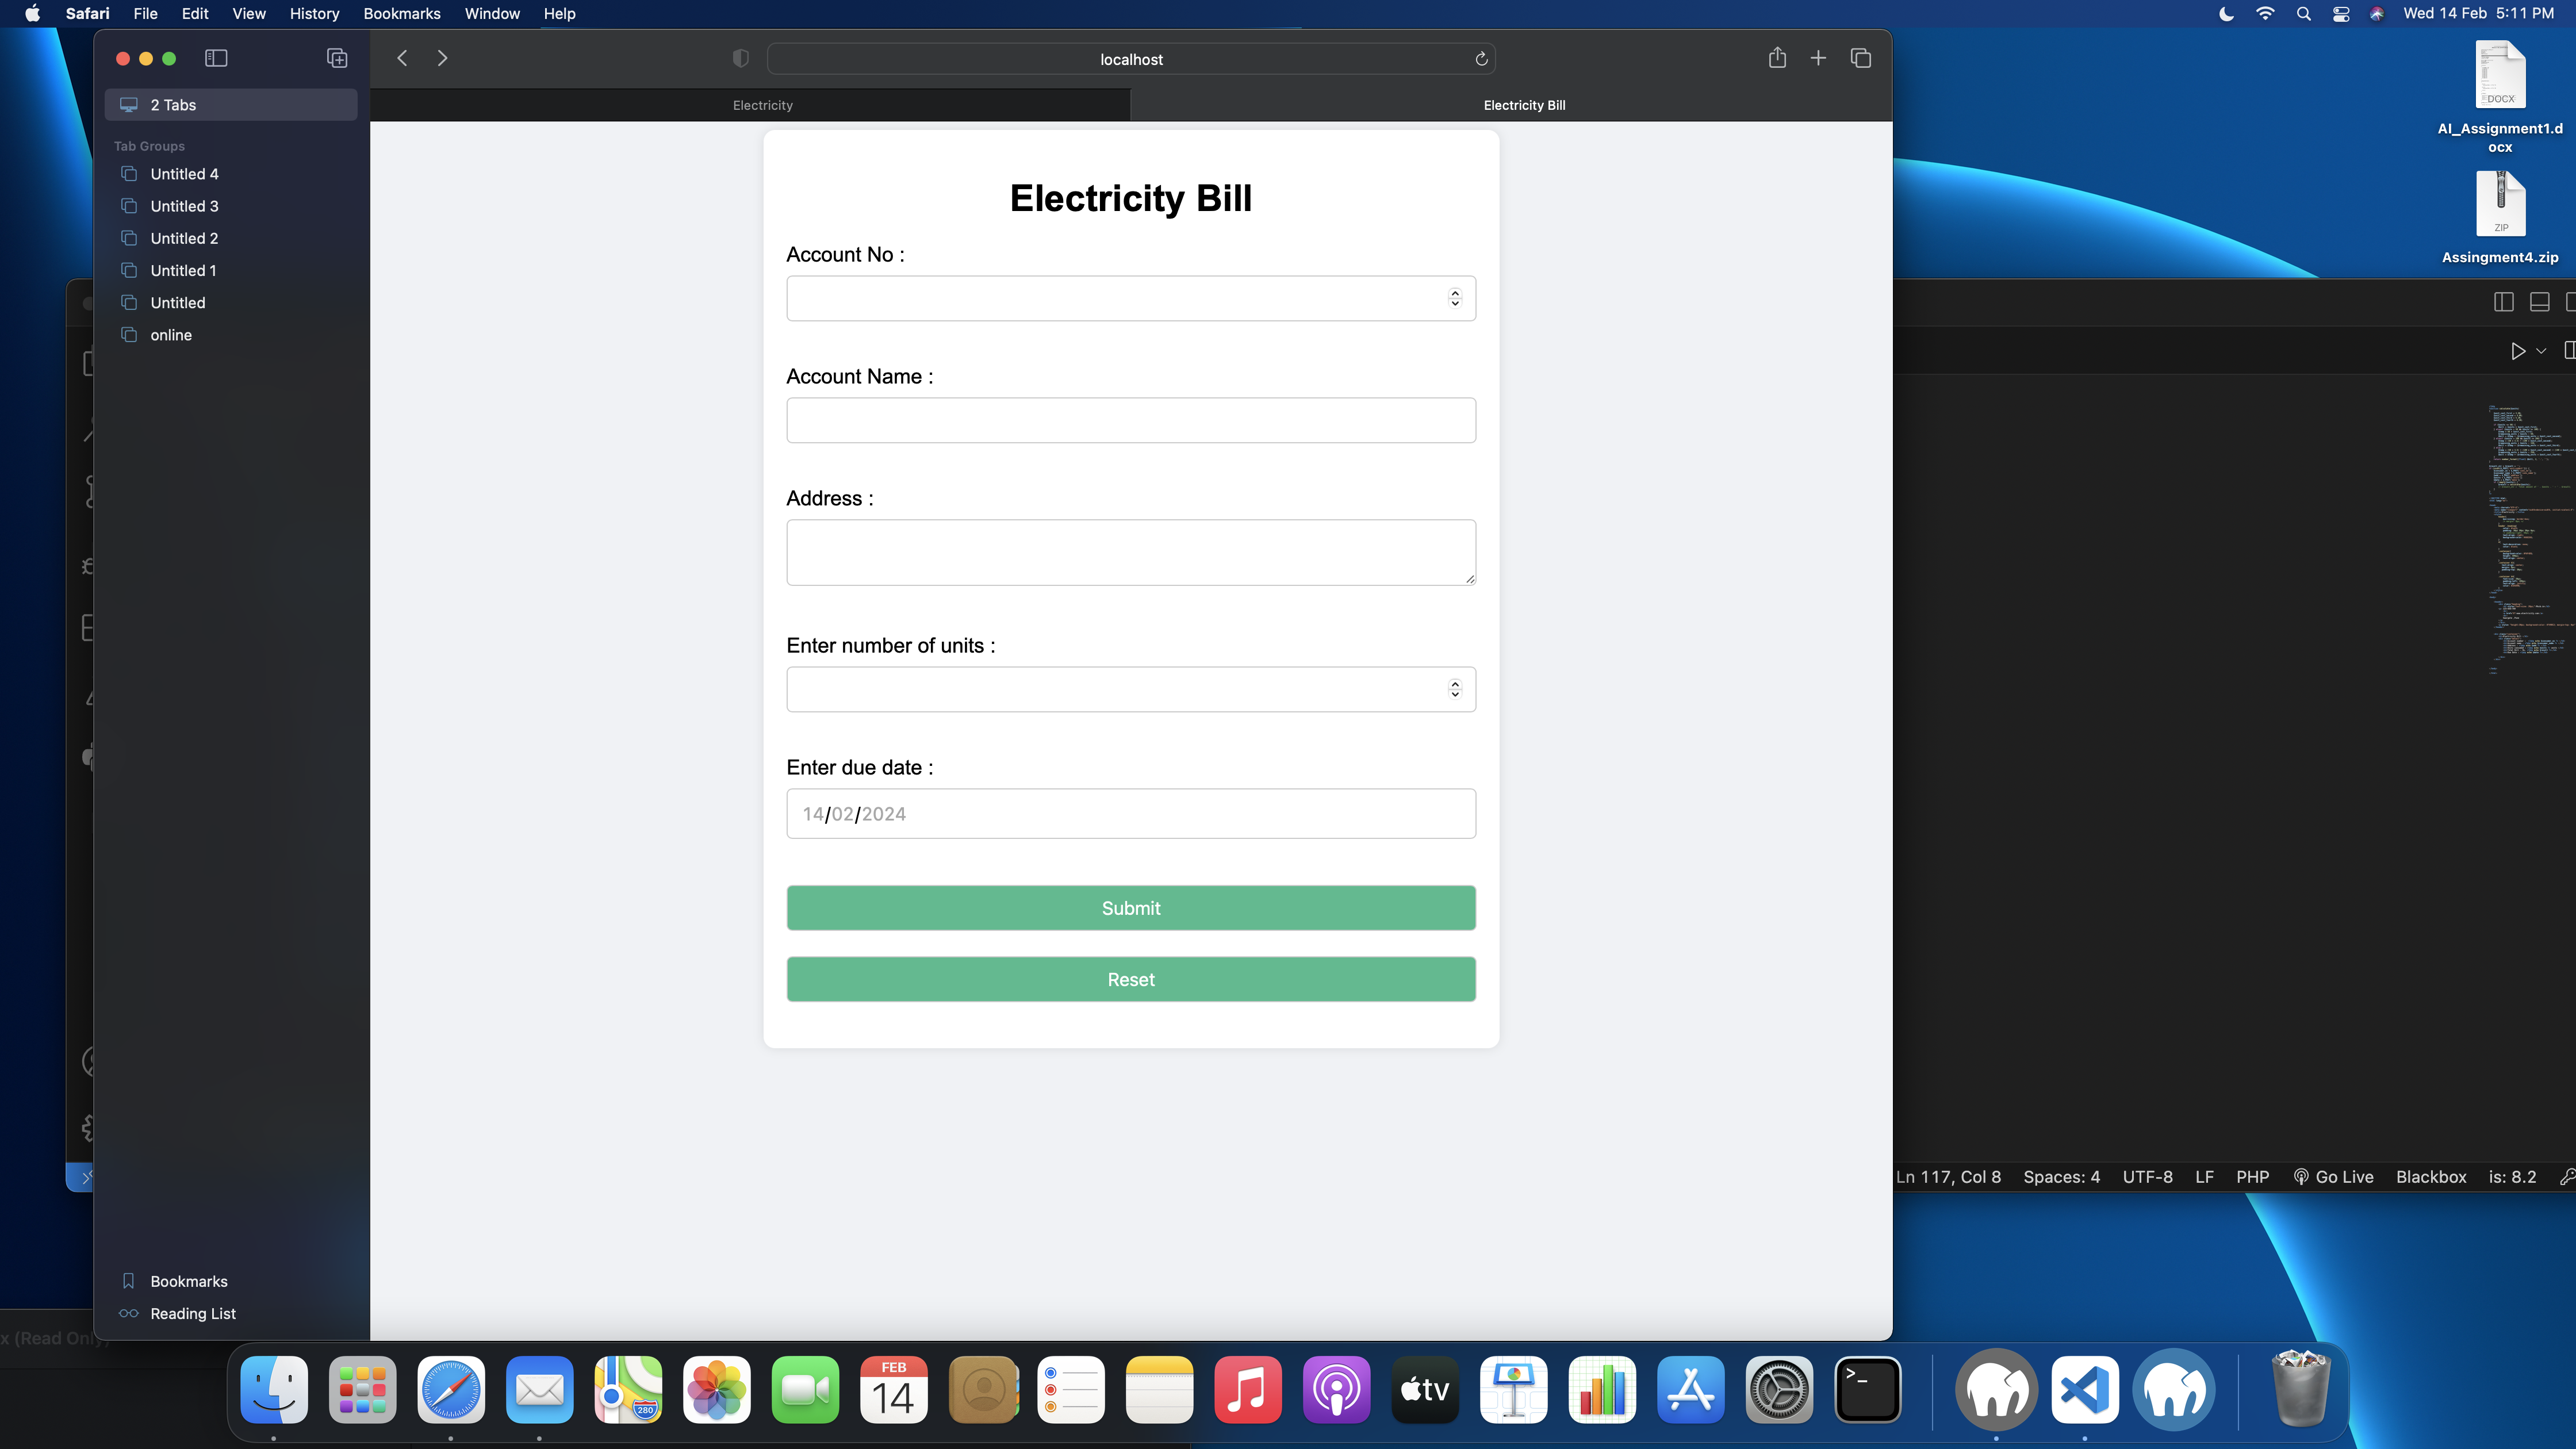 Safari File Edit View History Bookmarks Window Help
Wed 14 Feb 5:11 PM
localhost
2 Tabs
Electricity
Electricity Bill
Tab Groups
Untitled 4
Untitled 3
Untitled 2
Untitled 1
Untitled
online
Electricity Bill
Account No :
Account Name :
Address :
Enter number of units :
Enter due date :
14/02/2024
Submit
Reset
DOCX
AI_Assignment1.d
ocx
ZIP
Assingment4.zip
Ln 117, Col 8 Spaces: 4 UTF-8 LF PHP Go Live Blackbox is: 8.2
Bookmarks
Reading List
x (Read Only)
280
FEB
14
tv
>_